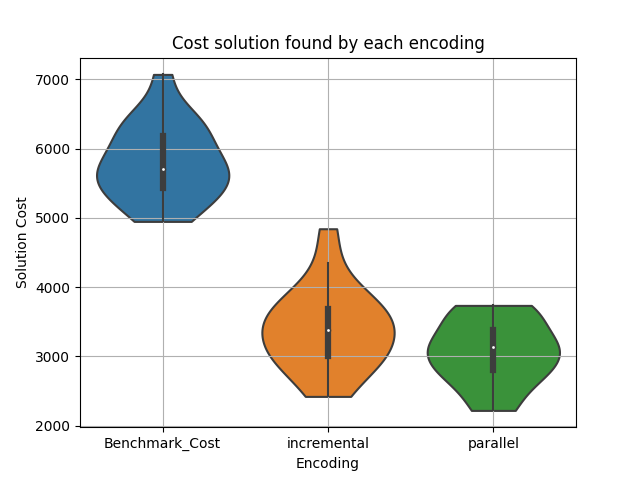 Cost solution found by each encoding
7000
6000
5000
4000
3000
2000
Solution Cost
Benchmark_Cost
incremental
parallel
Encoding